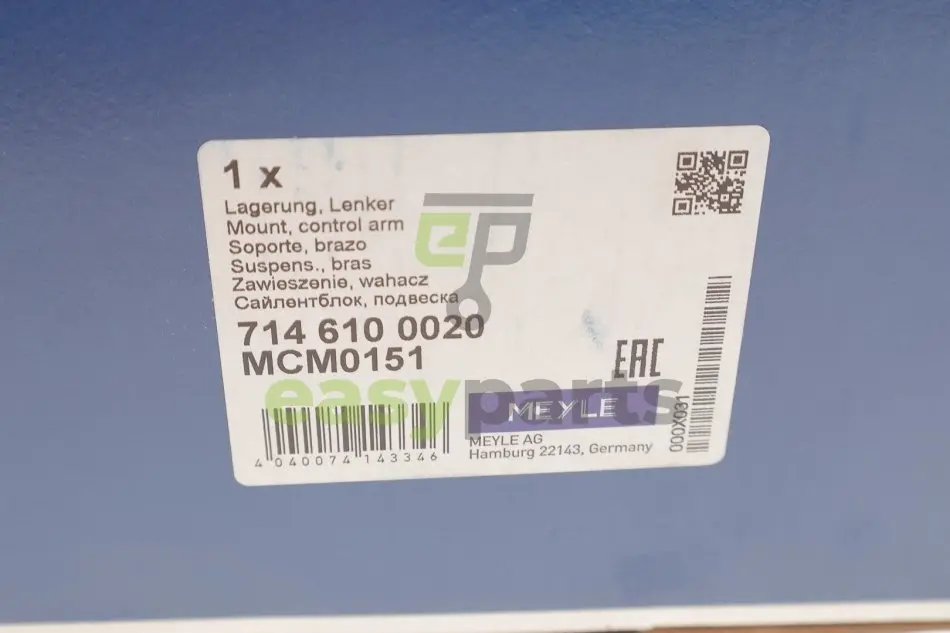 1 x
Lagerung, Lenker
Mount, control arm
Soporte, brazo
Suspens., bras
Zawieszenie, wahacz
Сайлентблок, подвеска
714 610 0020
MCM0151
EAC
ep
easyparts
MEYLE
MEYLE AG
Hamburg 22143, Germany
4 040074 143346
000X031